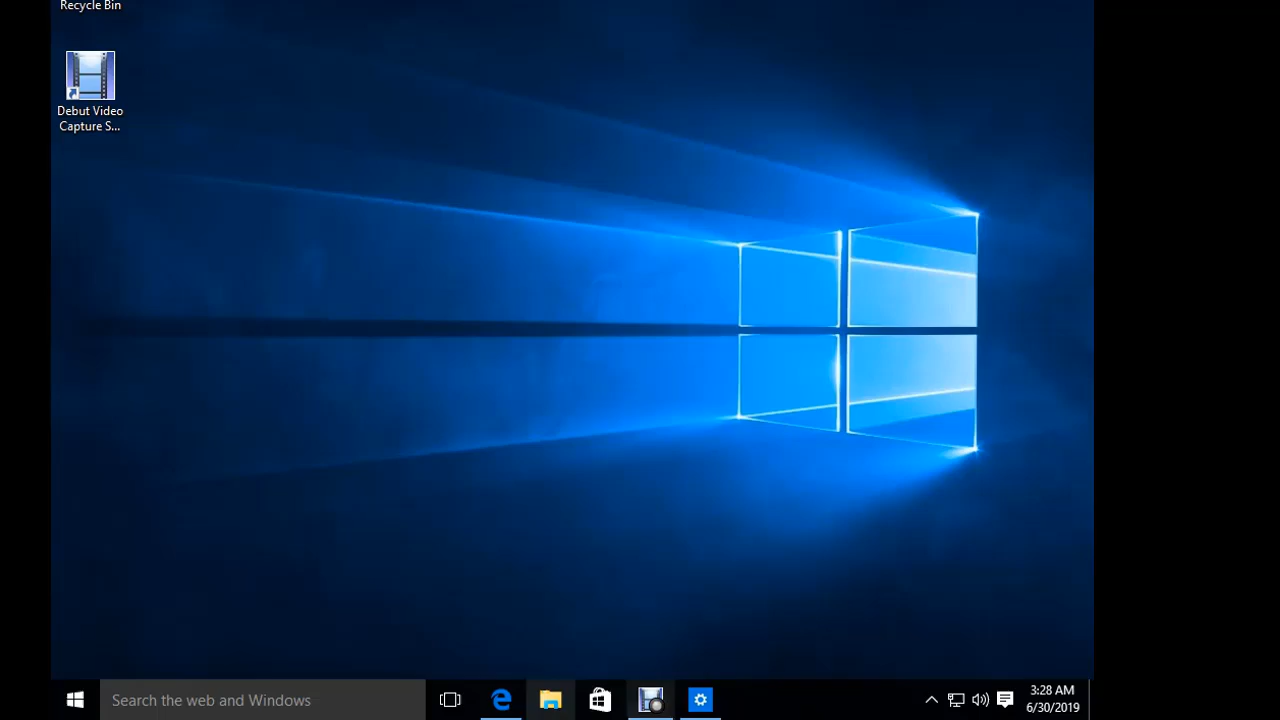 Recycle Bin
Debut Video
Capture S...
Search the web and Windows
3:28 AM
6/30/2019